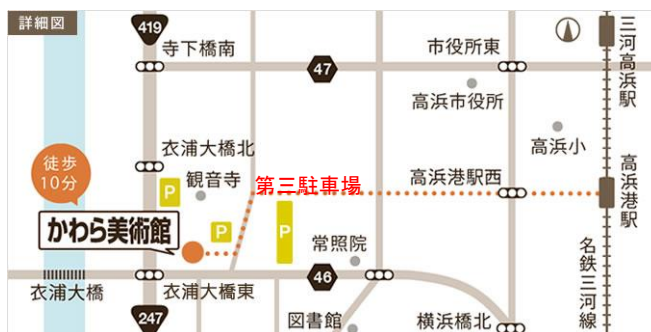 詳細図
419
寺下橋南
市役所東
三河高浜駅
47
高浜市役所
高浜小
徒歩
10分
衣浦大橋北
P
観音寺
第三駐車場
高浜港駅西
高浜港駅
かわら美術館
P
P
常照院
名鉄三河線
46
衣浦大橋
衣浦大橋東
247
図書館
横浜橋北